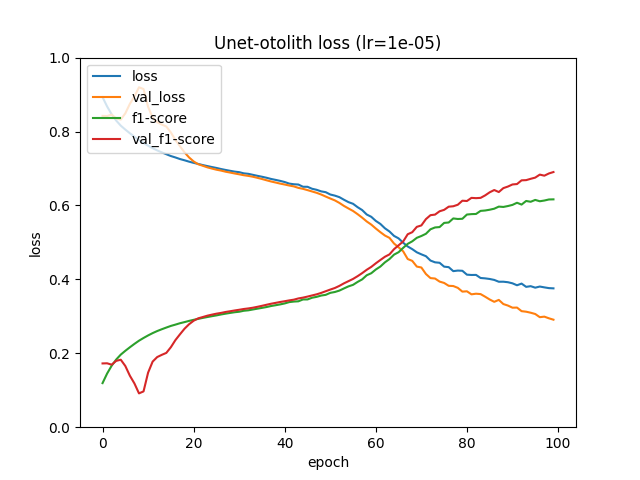 Unet-otolith loss (lr=1e-05)
1.0
0.8
0.6
0.4
0.2
0.0
loss
loss
val_loss
f1-score
val_f1-score
0 20 40 60 80 100
epoch